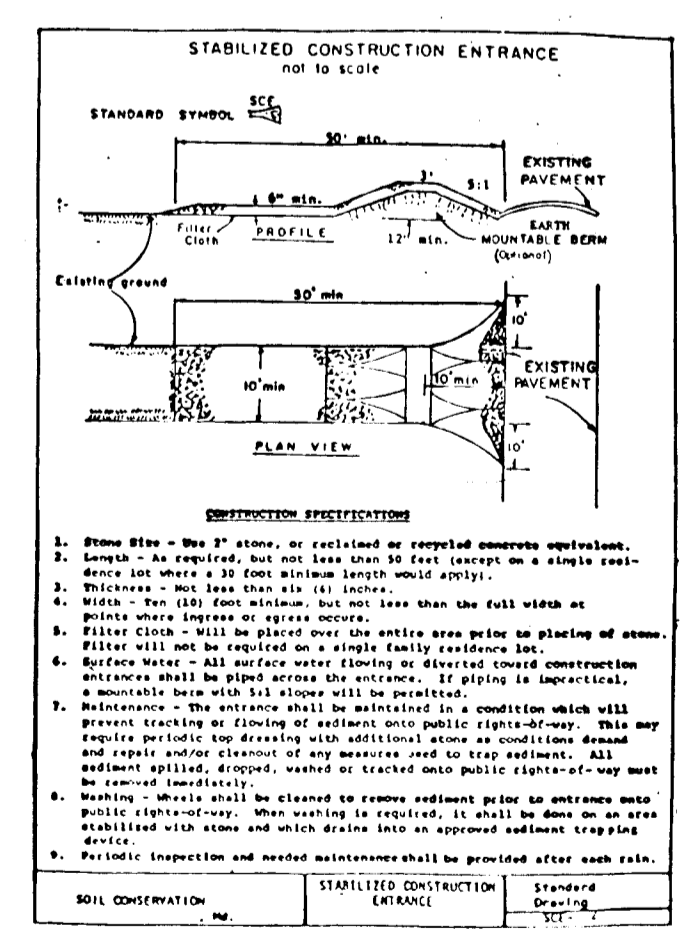 STABILIZED CONSTRUCTION ENTRANCE
not to scale
SCE
STANDARD SYMBOL
50' min.
3'
5:1
EXISTING
PAVEMENT
6" min.
Filter
Cloth
PROFILE
12" min.
EARTH
MOUNTABLE BERM
(Optional)
Existing ground
50' min
10'
10' min
10' min
EXISTING
PAVEMENT
10'
PLAN VIEW
CONSTRUCTION SPECIFICATIONS
1. Stone Size - Use 2" stone, or reclaimed or recycled concrete equivalent.
2. Length - As required, but not less than 50 feet (except on a single resi-
dence lot where a 30 foot minimum length would apply).
3. Thickness - Not less than six (6) inches.
4. Width - Ten (10) foot minimum, but not less than the full width at
points where ingress or egress occurs.
5. Filter Cloth - Will be placed over the entire area prior to placing of stone.
Filter will not be required on a single family residence lot.
6. Surface Water - All surface water flowing or diverted toward construction
entrances shall be piped across the entrance. If piping is impractical,
a mountable berm with 5:1 slopes will be permitted.
7. Maintenance - The entrance shall be maintained in a condition which will
prevent tracking or flowing of sediment onto public rights-of-way. This may
require periodic top dressing with additional stone as conditions demand
and repair and/or cleanout of any measures used to trap sediment. All
sediment spilled, dropped, washed or tracked onto public rights-of-way must
be removed immediately.
8. Washing - Wheels shall be cleaned to remove sediment prior to entrance onto
public rights-of-way. When washing is required, it shall be done on an area
stabilized with stone and which drains into an approved sediment trapping
device.
9. Periodic inspection and needed maintenance shall be provided after each rain.
SOIL CONSERVATION
Md.
STABILIZED CONSTRUCTION
ENTRANCE
Standard
Drawing
SCE-